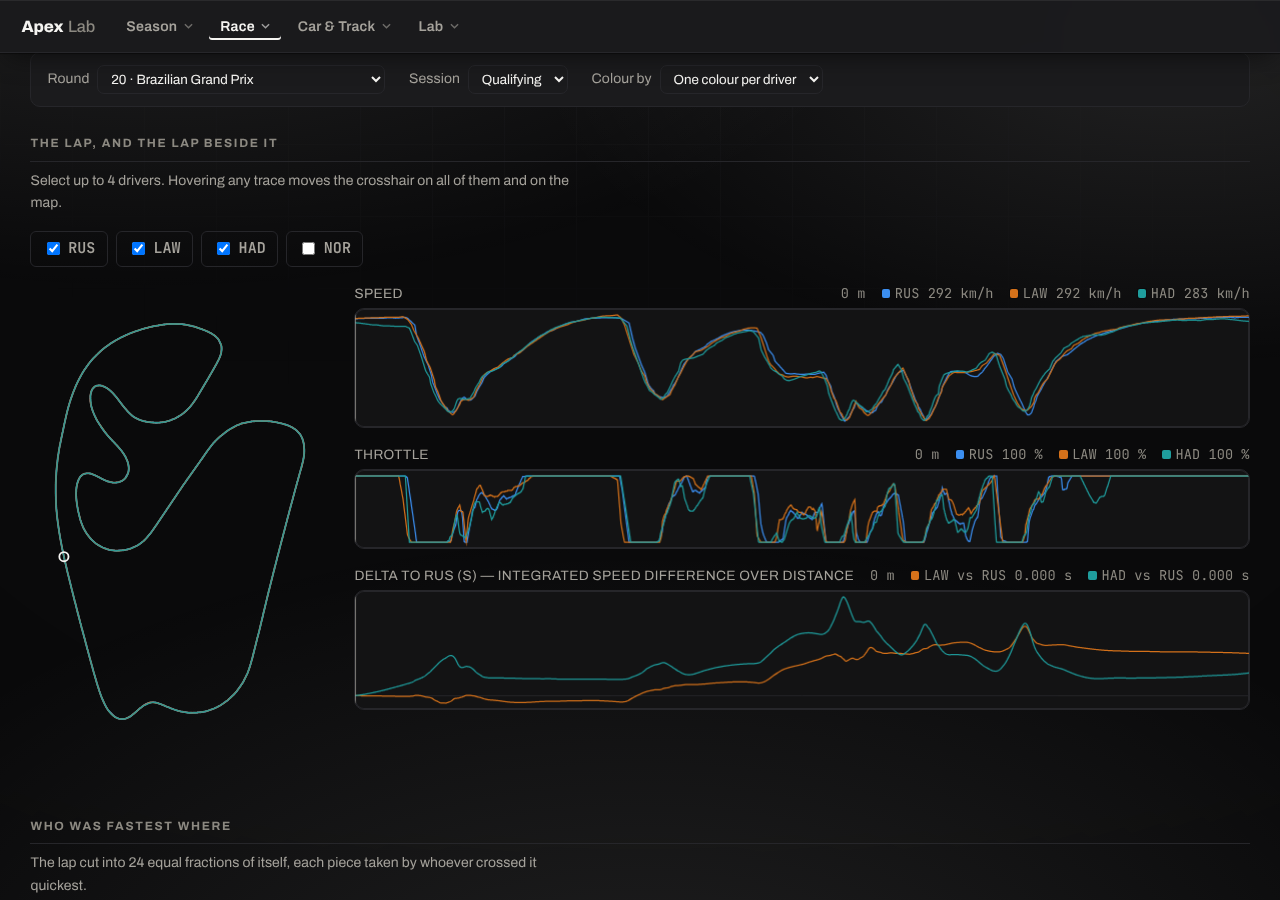 Apex Lab Season Race Car & Track Lab
Round 20 · Brazilian Grand Prix Session Qualifying Colour by One colour per driver
THE LAP, AND THE LAP BESIDE IT
Select up to 4 drivers. Hovering any trace moves the crosshair on all of them and on the
map.
RUS LAW HAD NOR
SPEED 0 m RUS 292 km/h LAW 292 km/h HAD 283 km/h
THROTTLE 0 m RUS 100 % LAW 100 % HAD 100 %
DELTA TO RUS (S) — INTEGRATED SPEED DIFFERENCE OVER DISTANCE 0 m LAW vs RUS 0.000 s HAD vs RUS 0.000 s
WHO WAS FASTEST WHERE
The lap cut into 24 equal fractions of itself, each piece taken by whoever crossed it
quickest.